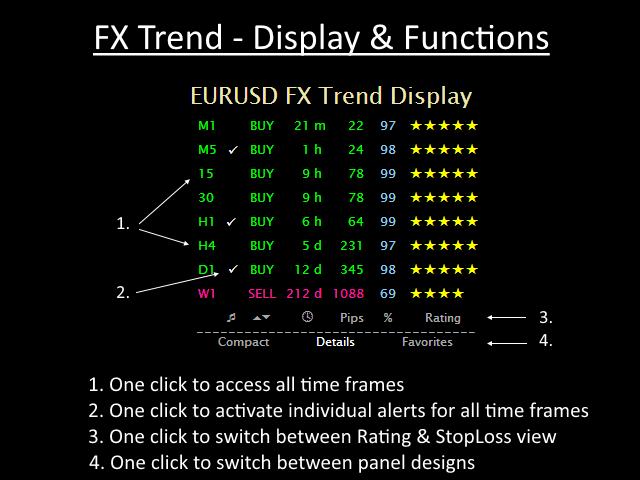 FX Trend - Display & Functions
EURUSD FX Trend Display
M1 BUY 21 m 22 97 ★★★★★
M5 ✓ BUY 1 h 24 98 ★★★★★
15 BUY 9 h 78 99 ★★★★★
30 BUY 9 h 78 99 ★★★★★
H1 ✓ BUY 6 h 64 99 ★★★★★
1.
H4 BUY 5 d 231 97 ★★★★★
D1 ✓ BUY 12 d 345 98 ★★★★★
2. W1 SELL 212 d 1088 69 ★★★★
♬ ▲▼ Pips % Rating 3.
Compact Details Favorites 4.
1. One click to access all time frames
2. One click to activate individual alerts for all time frames
3. One click to switch between Rating & StopLoss view
4. One click to switch between panel designs